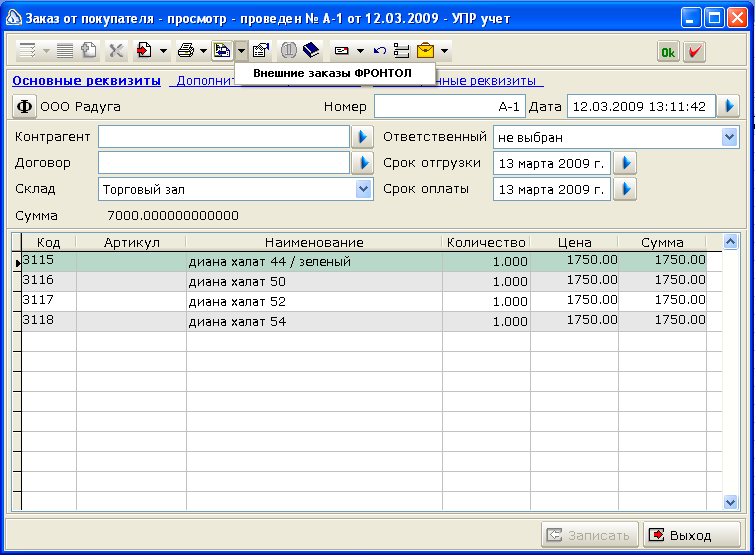 Заказ от покупателя - просмотр - проведен № А-1 от 12.03.2009 - УПР учет
Ok
Внешние заказы ФРОНТОЛ
Основные реквизиты Дополнит нные реквизиты
Ф ООО Радуга Номер А-1 Дата 12.03.2009 13:11:42
Контрагент Ответственный не выбран
Договор Срок отгрузки 13 марта 2009 г.
Склад Торговый зал Срок оплаты 13 марта 2009 г.
Сумма 7000.000000000000
Код Артикул Наименование Количество Цена Сумма
3115 диана халат 44 / зеленый 1.000 1750.00 1750.00
3116 диана халат 50 1.000 1750.00 1750.00
3117 диана халат 52 1.000 1750.00 1750.00
3118 диана халат 54 1.000 1750.00 1750.00
Записать Выход